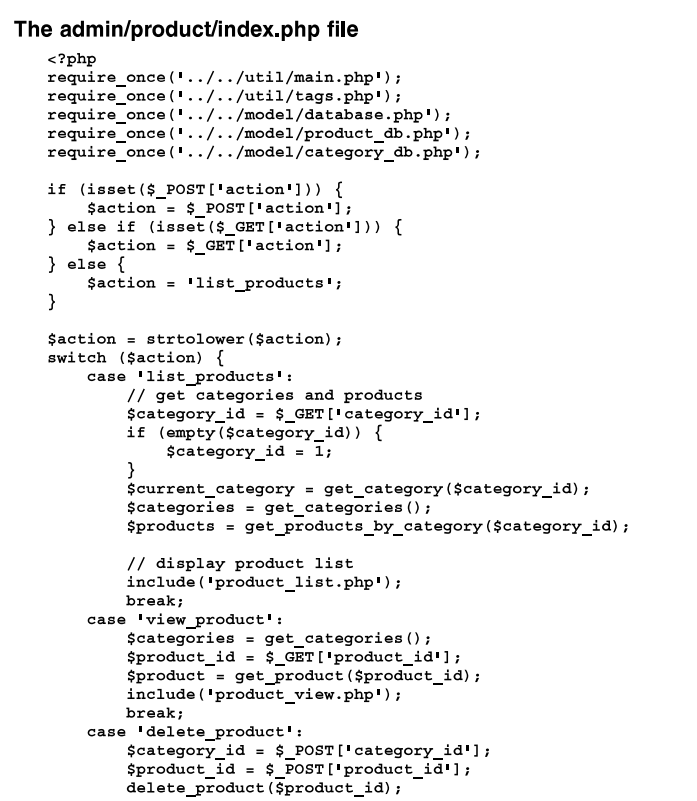 The admin/product/index.php file
<?php
require_once('../../util/main.php');
require_once('../../util/tags.php');
require_once('../../model/database.php');
require_once('../../model/product_db.php');
require_once('../../model/category_db.php');

if (isset($_POST['action'])) {
    $action = $_POST['action'];
} else if (isset($_GET['action'])) {
    $action = $_GET['action'];
} else {
    $action = 'list_products';
}

$action = strtolower($action);
switch ($action) {
    case 'list_products':
        // get categories and products
        $category_id = $_GET['category_id'];
        if (empty($category_id)) {
            $category_id = 1;
        }
        $current_category = get_category($category_id);
        $categories = get_categories();
        $products = get_products_by_category($category_id);

        // display product list
        include('product_list.php');
        break;
    case 'view_product':
        $categories = get_categories();
        $product_id = $_GET['product_id'];
        $product = get_product($product_id);
        include('product_view.php');
        break;
    case 'delete_product':
        $category_id = $_POST['category_id'];
        $product_id = $_POST['product_id'];
        delete_product($product_id);